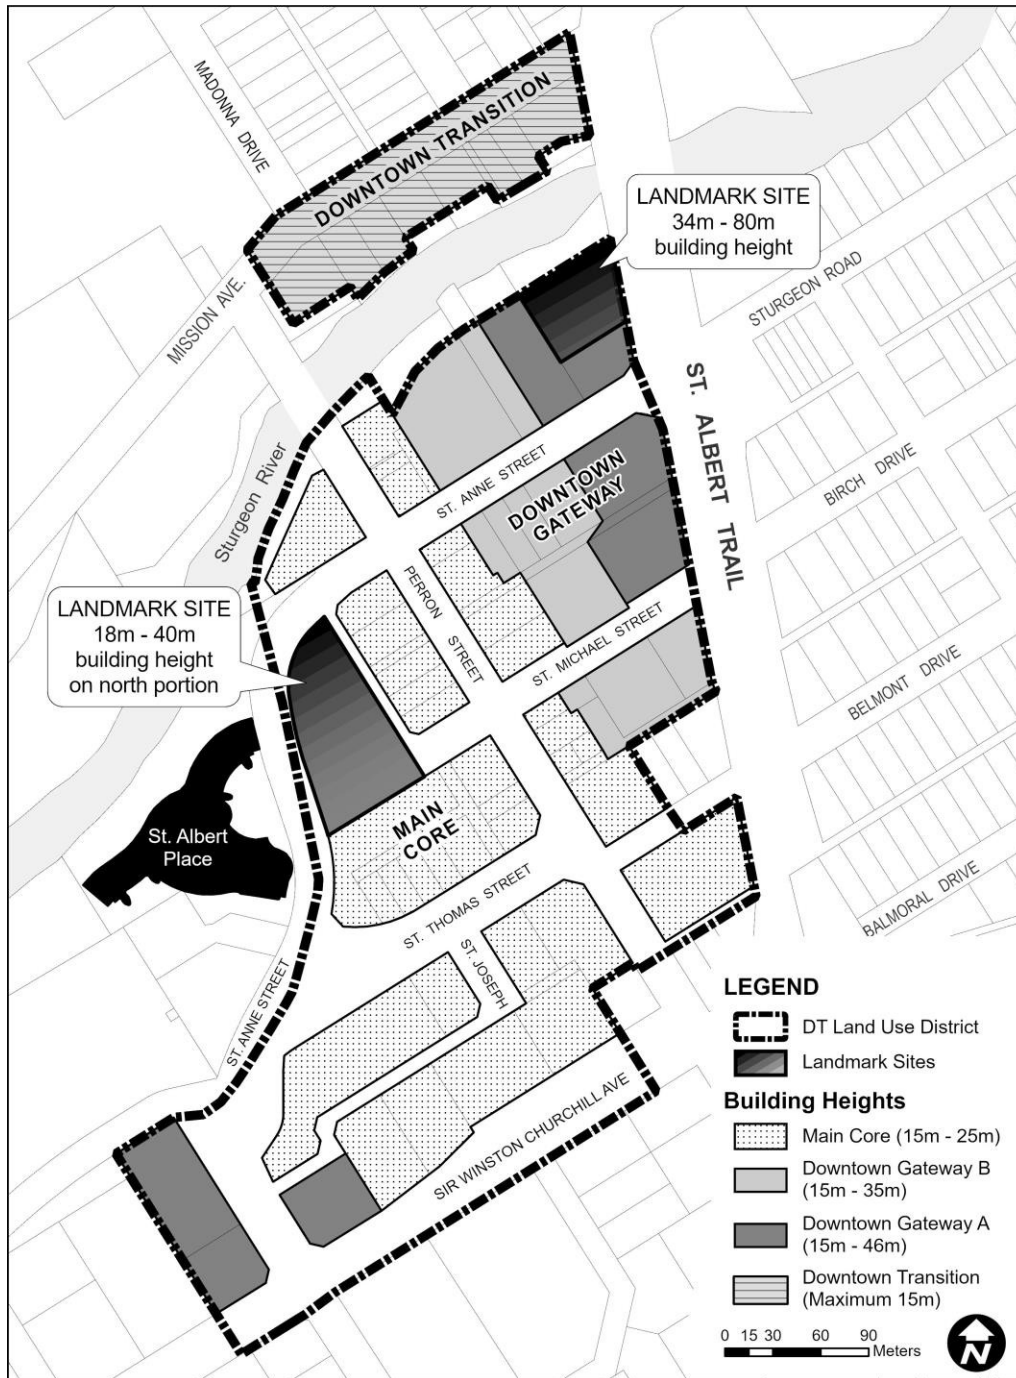 MADONNA DRIVE
DOWNTOWN TRANSITION
LANDMARK SITE
34m - 80m
building height
MISSION AVE.
STURGEON ROAD
Sturgeon River
ST. ALBERT TRAIL
ST. ANNE STREET
DOWNTOWN
GATEWAY
BIRCH DRIVE
PERRON STREET
LANDMARK SITE
18m - 40m
building height
on north portion
ST. MICHAEL STREET
BELMONT DRIVE
St. Albert
Place
MAIN
CORE
ST. THOMAS STREET
BALMORAL DRIVE
ST. JOSEPH
ST. ANNE STREET
SIR WINSTON CHURCHILL AVE
LEGEND
DT Land Use District
Landmark Sites
Building Heights
Main Core (15m - 25m)
Downtown Gateway B
(15m - 35m)
Downtown Gateway A
(15m - 46m)
Downtown Transition
(Maximum 15m)
0 15 30 60 90
Meters
N